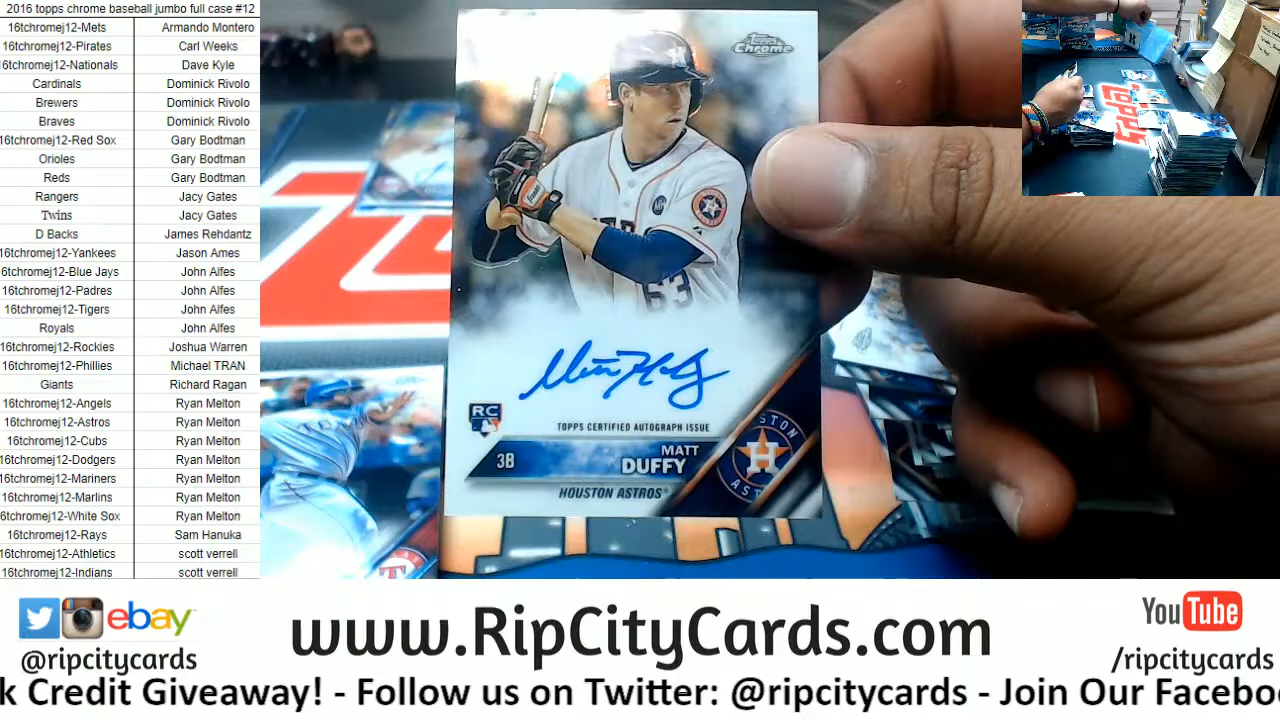 2016 topps chrome baseball jumbo full case #12
16tchromej12-Mets Armando Montero
16tchromej12-Pirates Carl Weeks
16tchromej12-Nationals Dave Kyle
Cardinals Dominick Rivolo
Brewers Dominick Rivolo
Braves Dominick Rivolo
16tchromej12-Red Sox Gary Bodtman
Orioles Gary Bodtman
Reds Gary Bodtman
Rangers Jacy Gates
Twins Jacy Gates
D Backs James Rehdantz
16tchromej12-Yankees Jason Ames
6tchromej12-Blue Jays John Alfes
16tchromej12-Padres John Alfes
16tchromej12-Tigers John Alfes
Royals John Alfes
16tchromej12-Rockies Joshua Warren
16tchromej12-Phillies Michael TRAN
Giants Richard Ragan
16tchromej12-Angels Ryan Melton
16tchromej12-Astros Ryan Melton
16tchromej12-Cubs Ryan Melton
16tchromej12-Dodgers Ryan Melton
16tchromej12-Mariners Ryan Melton
16tchromej12-Marlins Ryan Melton
6tchromej12-White Sox Ryan Melton
16tchromej12-Rays Sam Hanuka
16tchromej12-Athletics scott verrell
16tchromej12-Indians scott verrell
Topps
Chrome
63
RC
TOPPS CERTIFIED AUTOGRAPH ISSUE
3B
MATT
DUFFY
HOUSTON ASTROS
H
topps
T
ebay
@ripcitycards
www.RipCityCards.com
YouTube
/ripcitycards
k Credit Giveaway! - Follow us on Twitter: @ripcitycards - Join Our Facebo